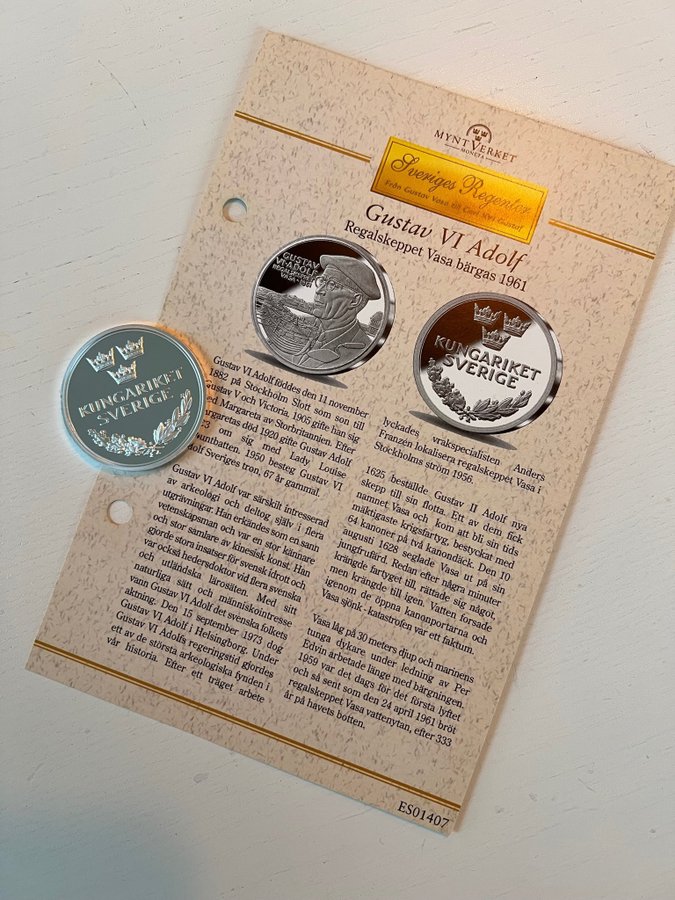 MYNTVERKET
MONETA
Sveriges Regenter
Från Gustav Vasa till Carl XVI Gustaf
Gustav VI Adolf
Regalskeppet Vasa bärgas 1961
GUSTAV
VI ADOLF
REGALSKEPPET
VASA 1961
KUNGARIKET
SVERIGE
KUNGARIKET
SVERIGE
Gustav VI Adolf föddes den 11 november
1882 på Stockholm Slott som son till
Gustav V och Victoria. 1905 gifte han sig
med Margareta av Storbritannien. Efter
Margaretas död 1920 gifte Gustav Adolf
om sig med Lady Louise
Mountbatten. 1950 besteg Gustav VI
Adolf Sveriges tron, 67 år gammal.
Gustav VI Adolf var särskilt intresserad
av arkeologi och deltog själv i flera
utgrävningar. Han erkändes som en sann
vetenskapsman och var en stor kännare
och stor samlare av kinesisk konst. Han
gjorde stora insatser för svensk idrott och
var också hedersdoktor vid flera svenska
och utländska lärosäten. Med sitt
naturliga sätt och människointresse
vann Gustav VI Adolf det svenska folkets
aktning. Den 15 september 1973 dog
Gustav VI Adolf i Helsingborg. Under
Gustav VI Adolfs regeringstid gjordes
ett av de största arkeologiska fynden i
vår historia. Efter ett träget arbete
lyckades vrakspecialisten Anders
Franzén lokalisera regalskeppet Vasa i
Stockholms ström 1956.
1625 beställde Gustav II Adolf nya
skepp till sin flotta. Ett av dem fick
namnet Vasa och kom att bli sin tids
mäktigaste krigsfartyg, bestyckat med
64 kanoner på två kanondäck. Den 10
augusti 1628 seglade Vasa ut på sin
jungfrufärd. Redan efter några minuter
krängde fartyget till, rättade sig något,
men krängde till igen. Vatten forsade
igenom de öppna kanonportarna och
Vasa sjönk - katastrofen var ett faktum.
Vasa låg på 30 meters djup och marinens
tunga dykare under ledning av Per
Edvin arbetade länge med bärgningen.
1959 var det dags för det första lyftet
och så sent som den 24 april 1961 bröt
regalskeppet Vasa vattenytan, efter 333
år på havets botten.
ES01407